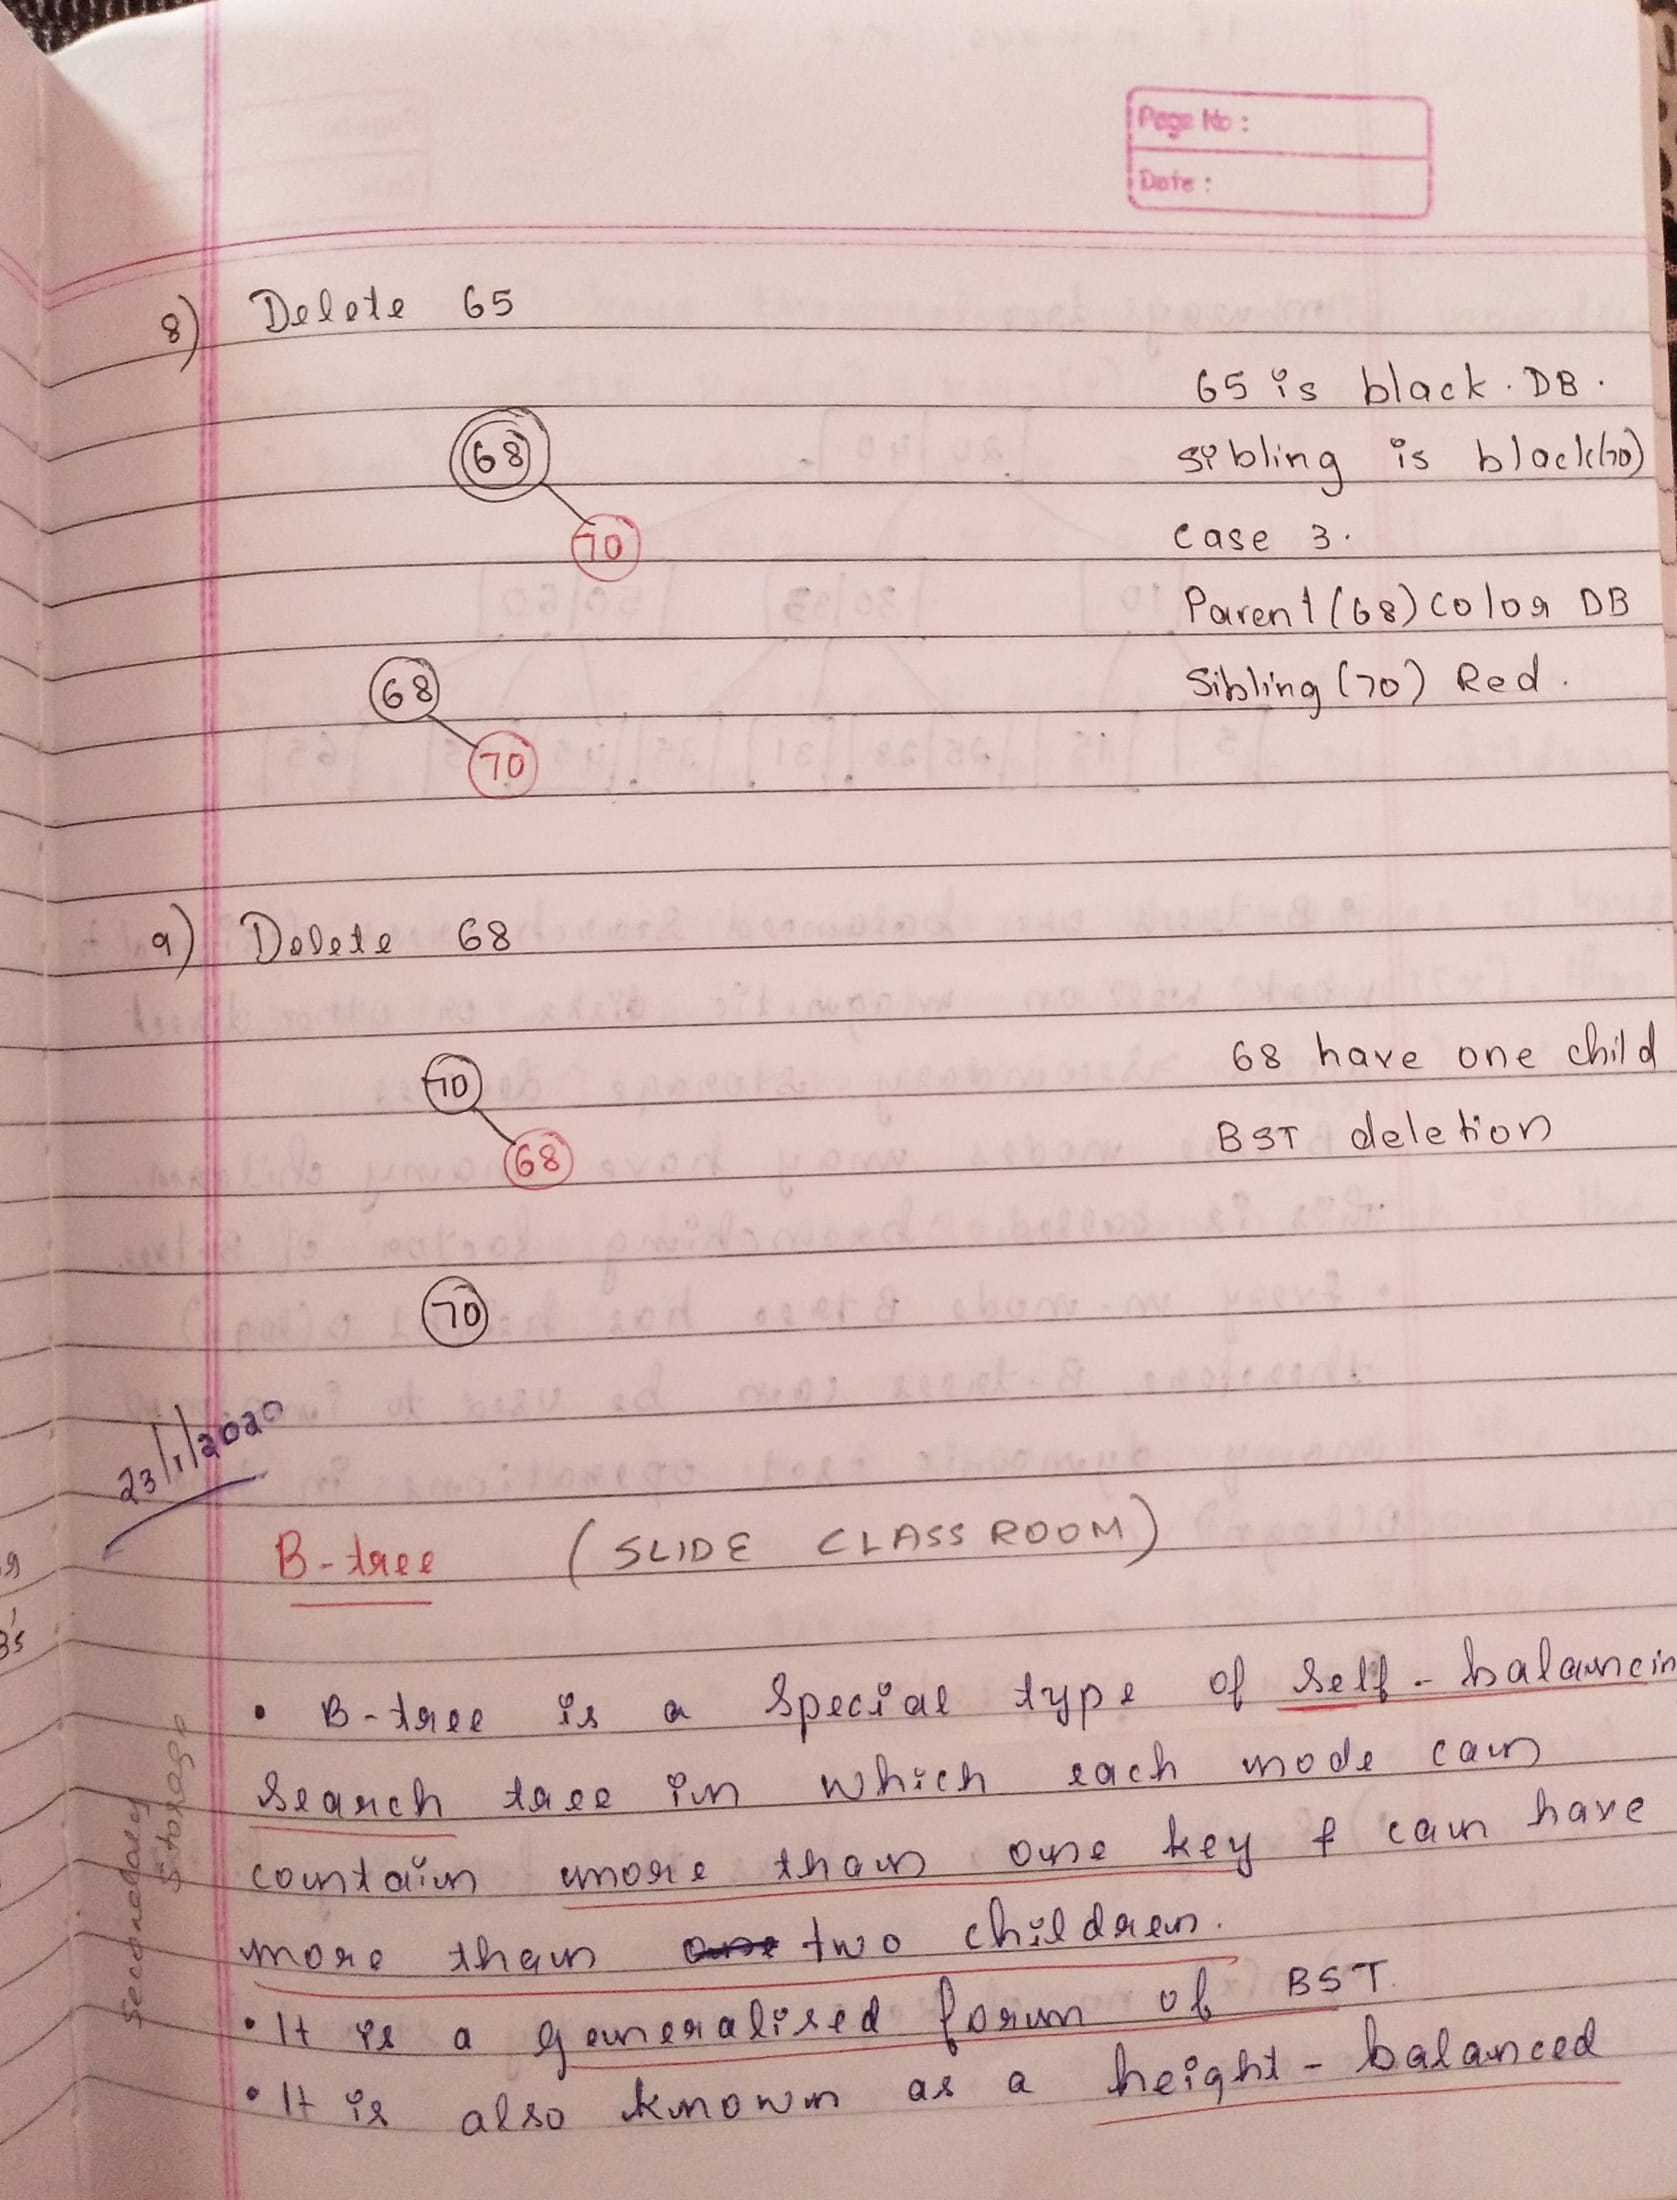 Page No :
Date :
8) Delete 65
65 is black. DB.
68
sibling is black(70)
70
case 3.
Parent (68) color DB
68
Sibling (70) Red.
70
9) Delete 68
68 have one child
70
BST deletion
68
70
23/1/2020
B-tree (SLIDE CLASSROOM)
• B-tree is a special type of self-balancin
search tree in which each node can
contain more than one key & can have
more than one two children.
Secondary
Storage
• It is a generalised form of BST.
• It is also known as a height-balanced